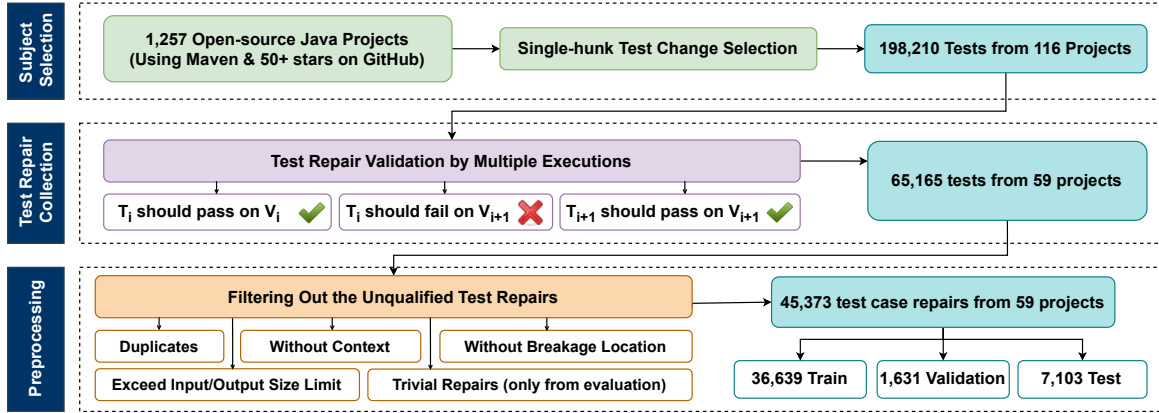 Subject
Selection
1,257 Open-source Java Projects
(Using Maven & 50+ stars on GitHub)
Single-hunk Test Change Selection
198,210 Tests from 116 Projects
Test Repair
Collection
Test Repair Validation by Multiple Executions
65,165 tests from 59 projects
Ti should pass on Vi
Ti should fail on Vi+1
Ti+1 should pass on Vi+1
Preprocessing
Filtering Out the Unqualified Test Repairs
45,373 test case repairs from 59 projects
Duplicates
Without Context
Without Breakage Location
Exceed Input/Output Size Limit
Trivial Repairs (only from evaluation)
36,639 Train
1,631 Validation
7,103 Test